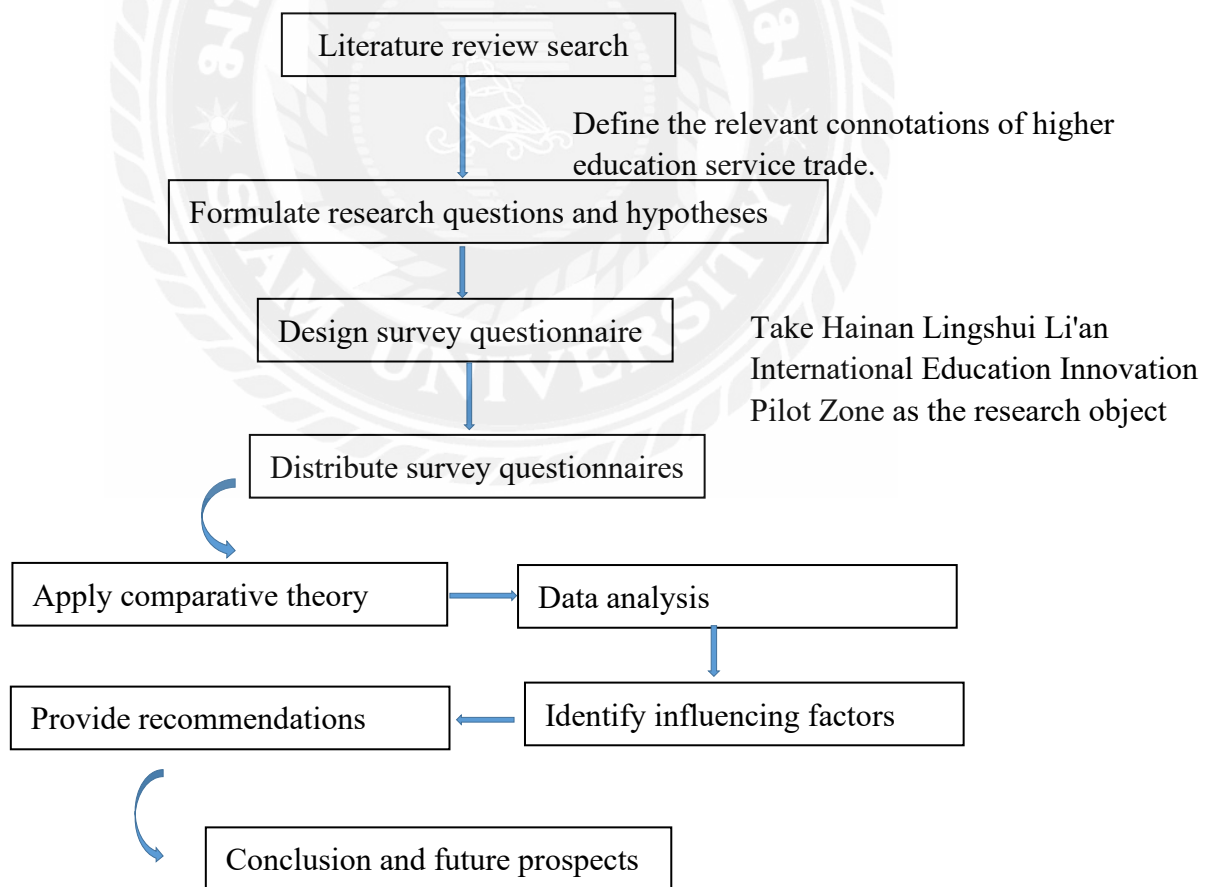 Literature review search
Define the relevant connotations of higher
education service trade.
Formulate research questions and hypotheses
Design survey questionnaire
Take Hainan Lingshui Li'an
International Education Innovation
Pilot Zone as the research object
Distribute survey questionnaires
Apply comparative theory
Data analysis
Provide recommendations
Identify influencing factors
Conclusion and future prospects
SIAM UNIVERSITY